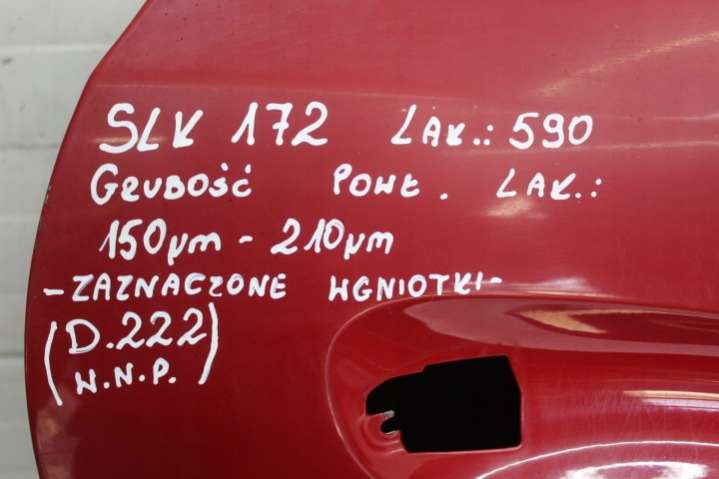 SLK 172 LAK.: 590
GRUBOŚĆ POWŁ. LAK.:
150µm - 210µm
- ZAZNACZONE WGNIOTKI -
(D.222
W.N.P.)